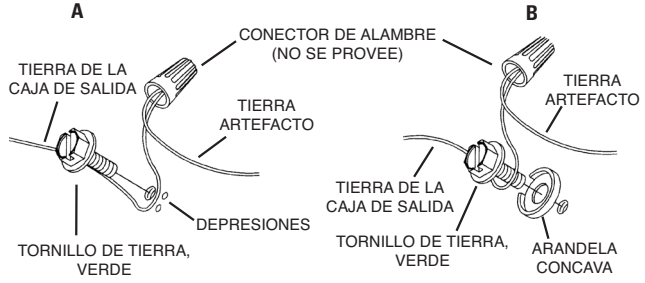 A
B
CONECTOR DE ALAMBRE
(NO SE PROVEE)
TIERRA DE LA
CAJA DE SALIDA
TIERRA
ARTEFACTO
DEPRESIONES
TORNILLO DE TIERRA,
VERDE
TIERRA
ARTEFACTO
TIERRA DE LA
CAJA DE SALIDA
TORNILLO DE TIERRA,
VERDE
ARANDELA
CONCAVA